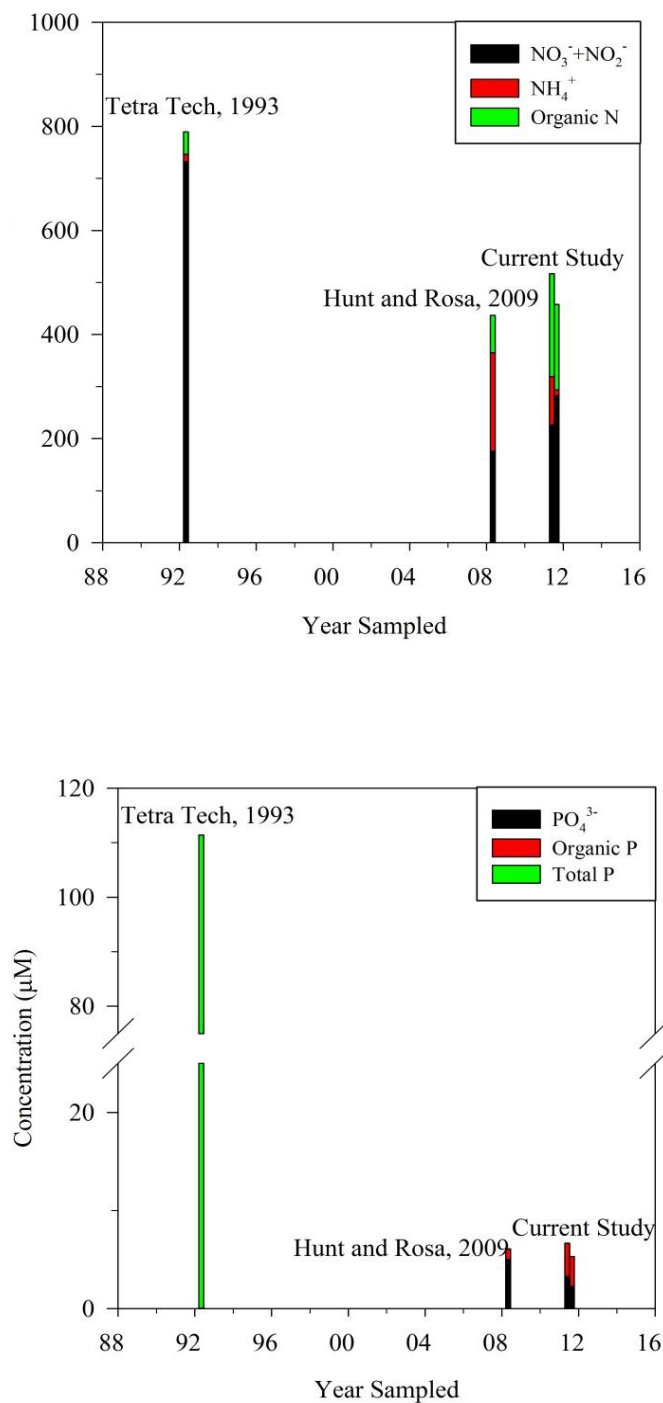 1000
NO₃⁻+NO₂⁻
NH₄⁺
Organic N
Tetra Tech, 1993
800
600
Current Study
Hunt and Rosa, 2009
400
200
0
88 92 96 00 04 08 12 16
Year Sampled
120
PO₄³⁻
Organic P
Total P
Tetra Tech, 1993
100
80
Concentration (µM)
20
Current Study
Hunt and Rosa, 2009
0
88 92 96 00 04 08 12 16
Year Sampled